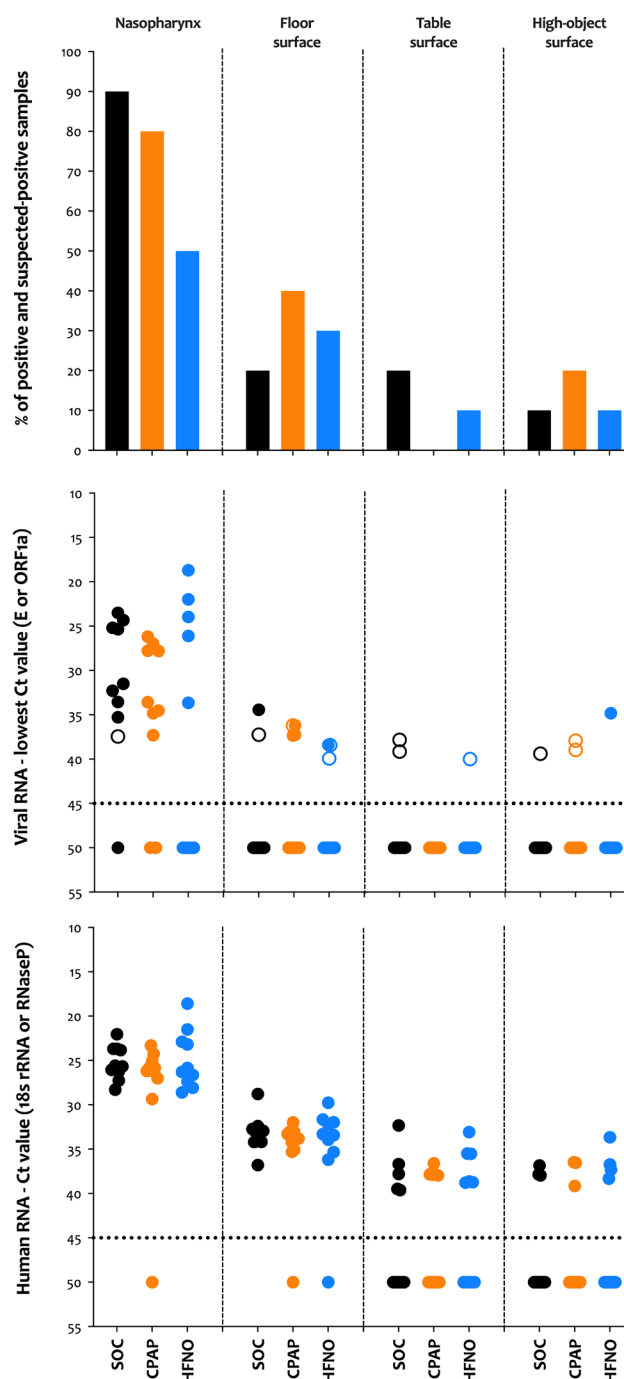 Nasopharynx
Floor
surface
Table
surface
High-object
surface
% of positive and suspected-positve samples
100
90
80
70
60
50
40
30
20
10
0
Viral RNA - lowest Ct value (E or ORF1a)
10
15
20
25
30
35
40
45
50
55
Human RNA - Ct value (18s rRNA or RNaseP)
10
15
20
25
30
35
40
45
50
55
SOC
CPAP
HFNO
SOC
CPAP
HFNO
SOC
CPAP
HFNO
SOC
CPAP
HFNO